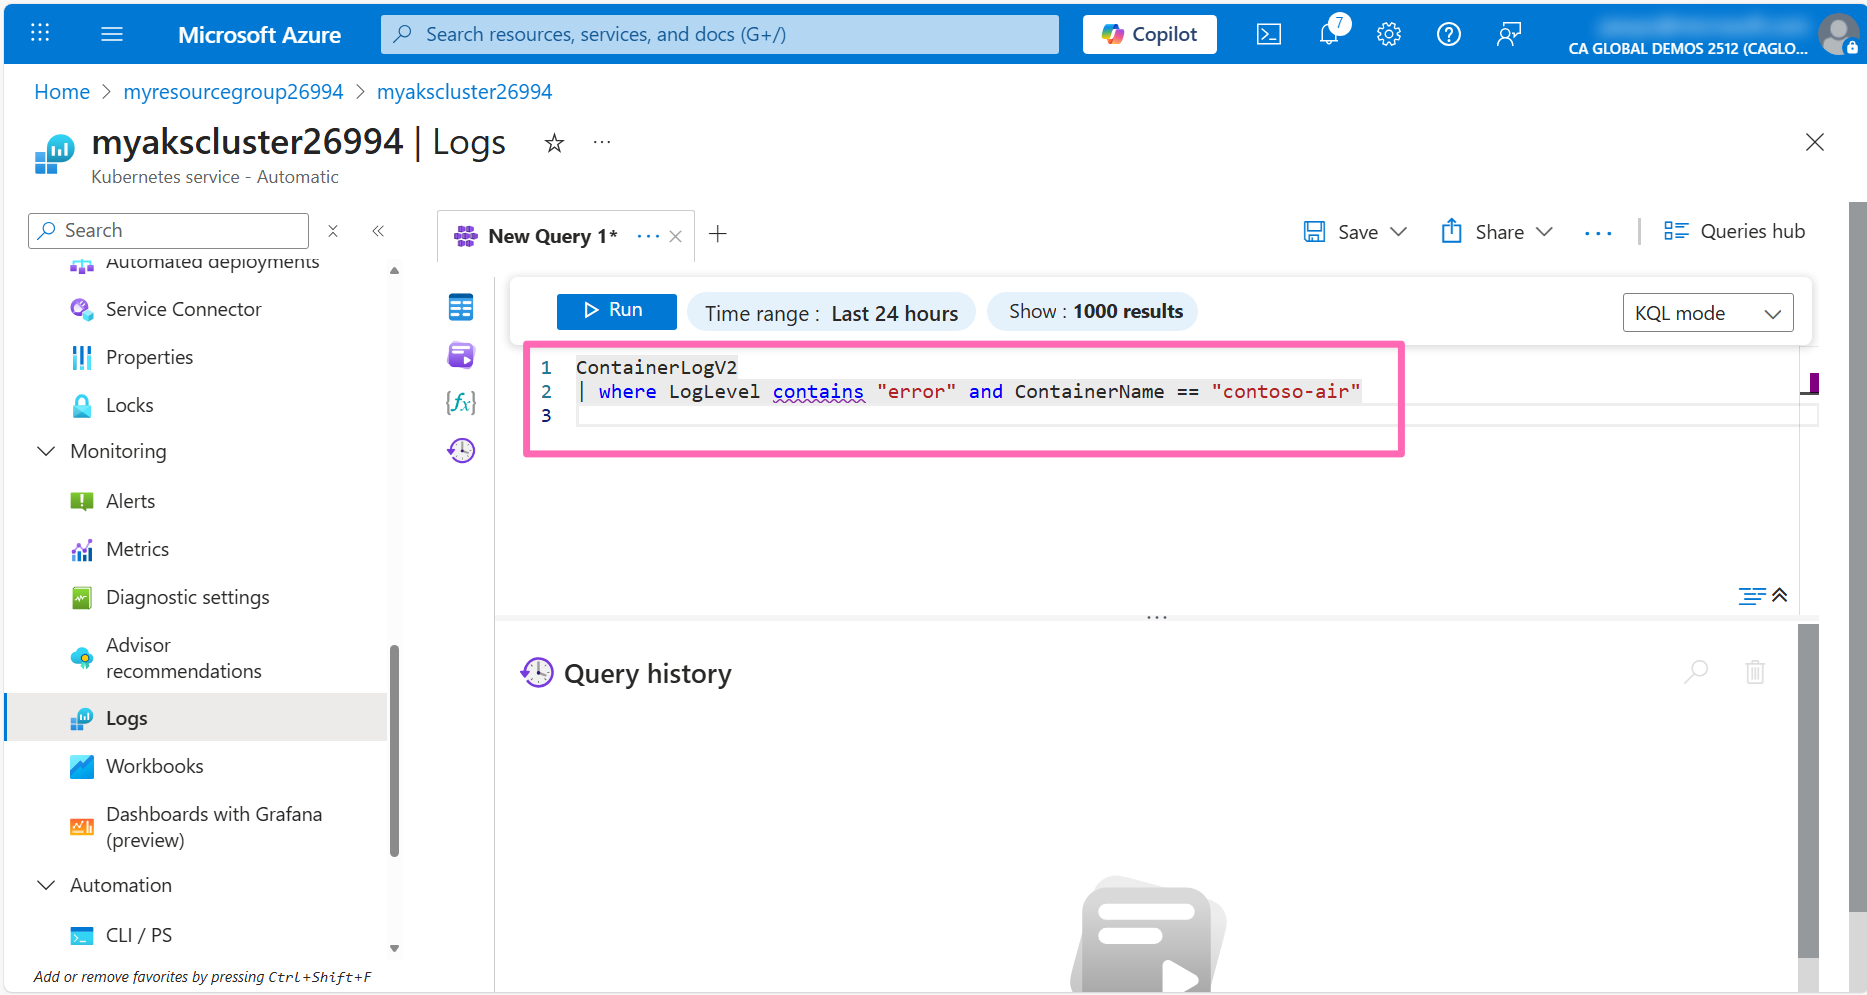 Microsoft Azure
Search resources, services, and docs (G+/)
Copilot
7
CA GLOBAL DEMOS 2512 (CAGLO...
Home > myresourcegroup26994 > myakscluster26994
myakscluster26994 | Logs
Kubernetes service - Automatic
Search
Automated deployments
Service Connector
Properties
Locks
Monitoring
Alerts
Metrics
Diagnostic settings
Advisor
recommendations
Logs
Workbooks
Dashboards with Grafana
(preview)
Automation
CLI / PS
Add or remove favorites by pressing Ctrl+Shift+F
New Query 1*
Save
Share
Queries hub
Run
Time range : Last 24 hours
Show : 1000 results
KQL mode
1 ContainerLogV2
2 | where LogLevel contains "error" and ContainerName == "contoso-air"
3
Query history